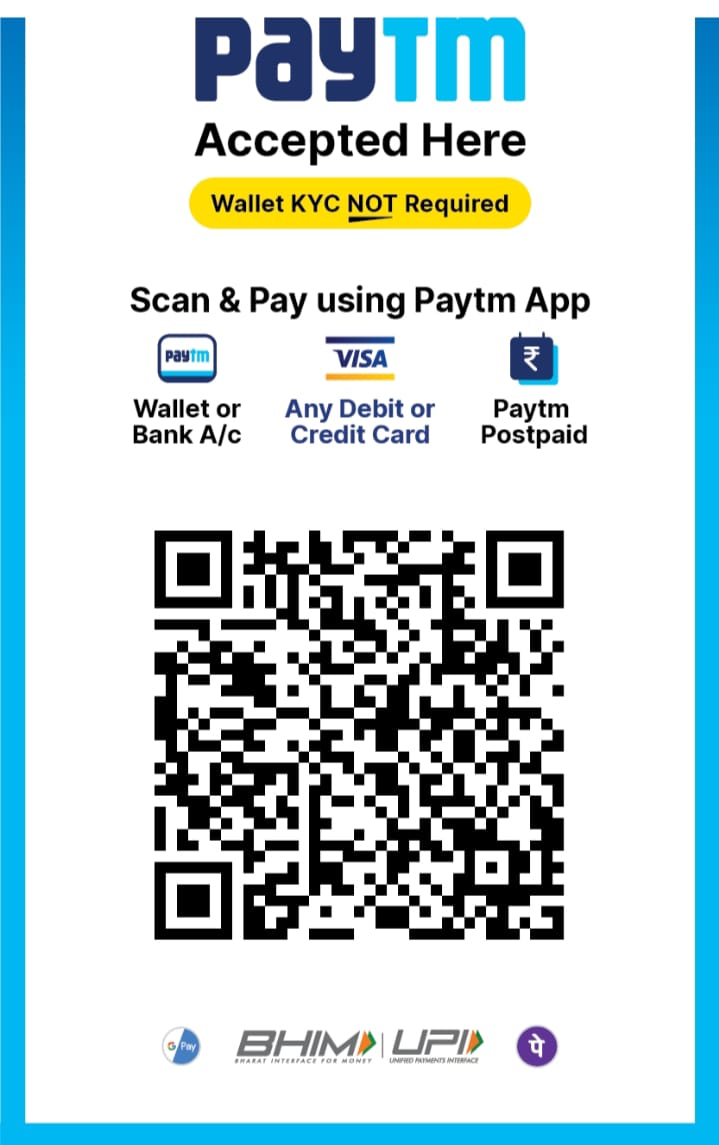 paytm
Accepted Here
Wallet KYC NOT Required
Scan & Pay using Paytm App
paytm
VISA
₹
Wallet or
Bank A/c
Any Debit or
Credit Card
Paytm
Postpaid
G Pay
BHIM
BHARAT INTERFACE FOR MONEY
UPI
UNIFIED PAYMENTS INTERFACE
पे